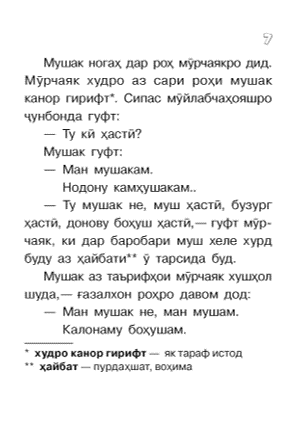 7
Мушак ногаҳ дар роҳ мӯрчаякро дид.
Мӯрчаяк худро аз сари роҳи мушак
канор гирифт*. Сипас мӯйлабчаҳояшро
ҷунбонда гуфт:
— Ту кӣ ҳастӣ?
Мушак гуфт:
— Ман мушакам.
Нодону камҳушакам..
— Ту мушак не, муш ҳастӣ, бузург
ҳастӣ, донову боҳуш ҳастӣ,— гуфт мӯр-
чаяк, ки дар баробари муш хеле хурд
буду аз ҳайбати** ӯ тарсида буд.
Мушак аз таърифҳои мӯрчаяк хушҳол
шуда,— ғазалхон роҳро давом дод:
— Ман мушак не, ман мушам.
Калонаму боҳушам.
* худро канор гирифт — як тараф истод
** ҳайбат — пурдаҳшат, воҳима